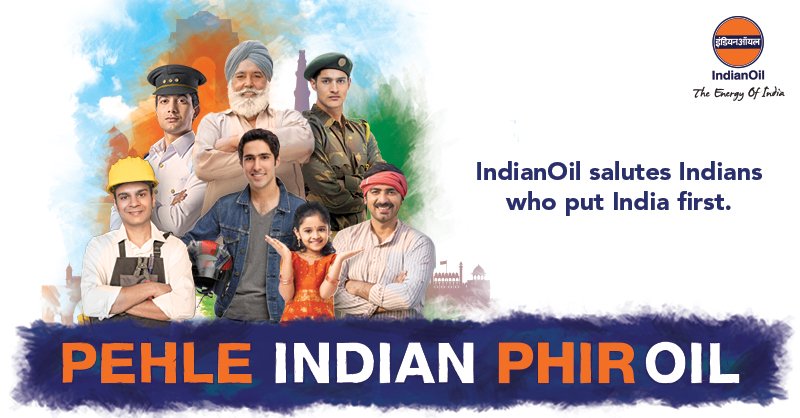 इंडियनऑयल
IndianOil
The Energy Of India
IndianOil salutes Indians
who put India first.
PEHLE INDIAN PHIR OIL